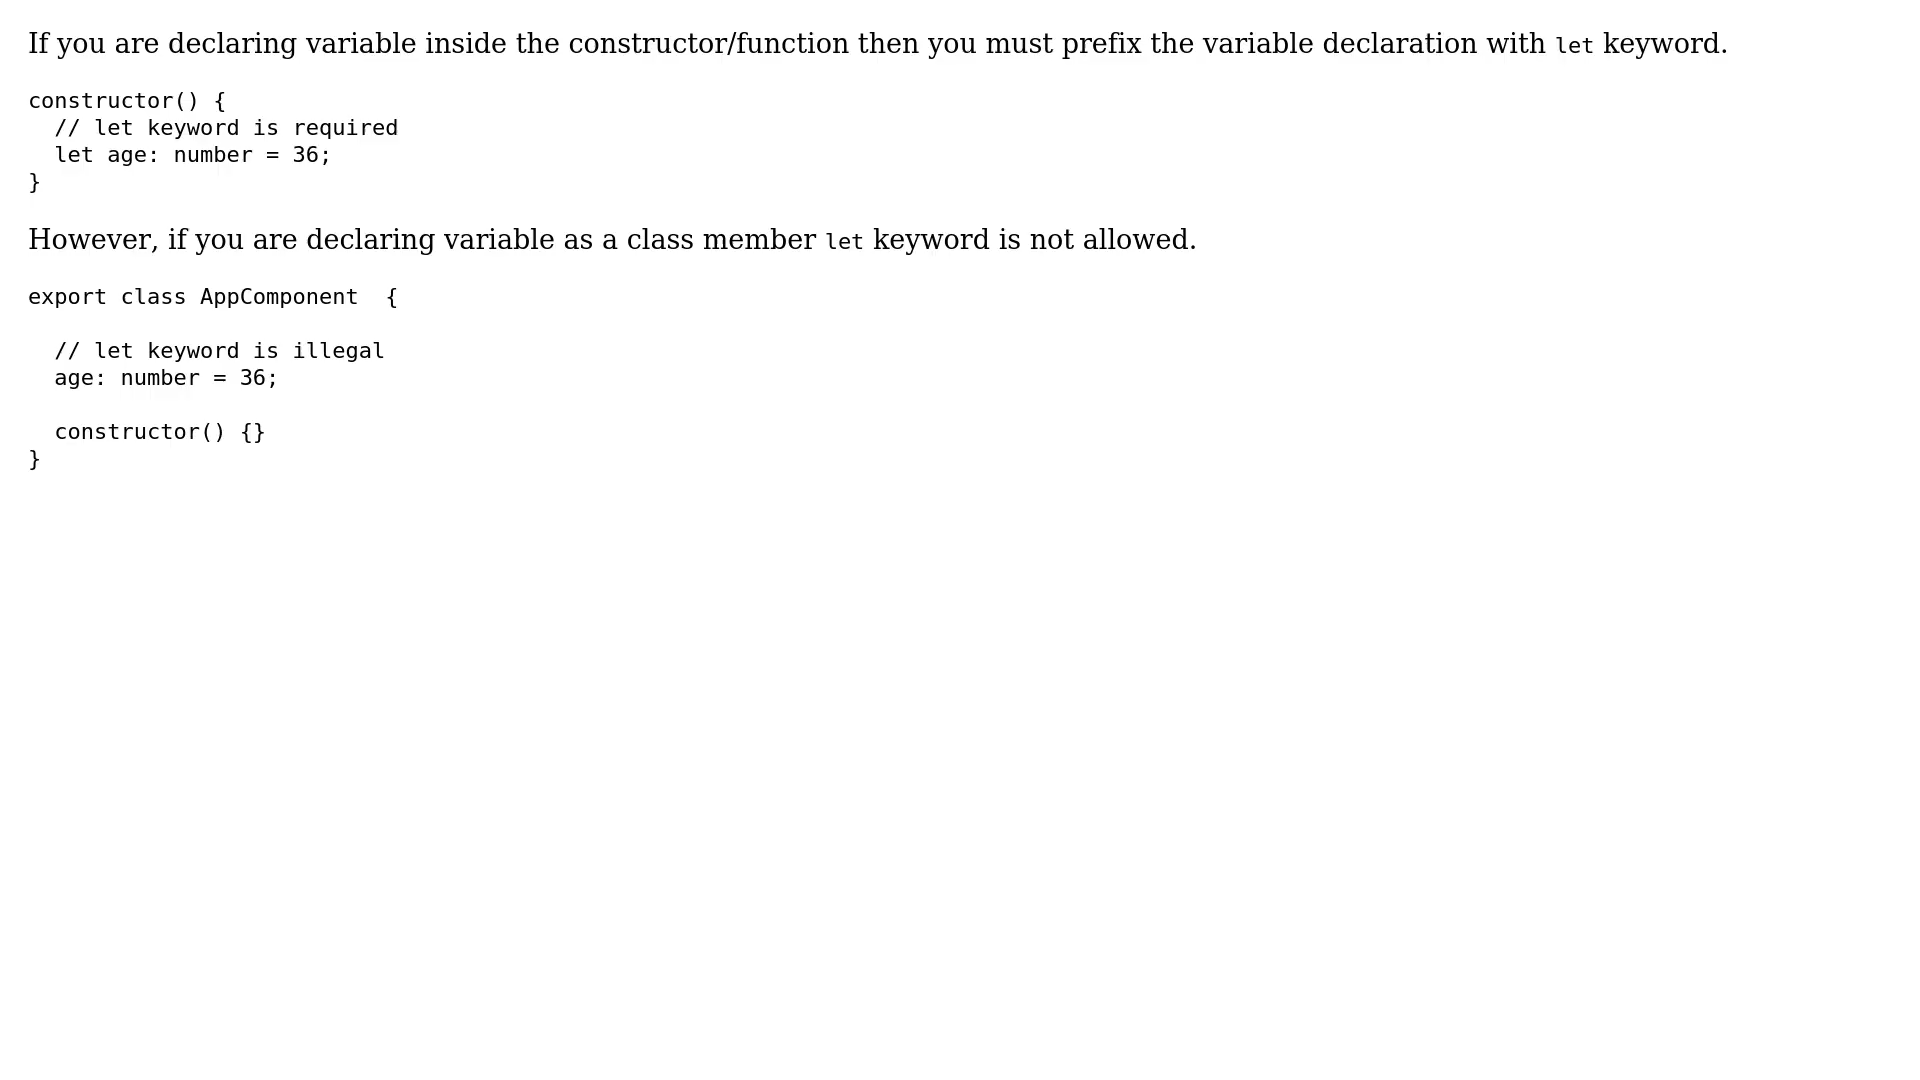 If you are declaring variable inside the constructor/function then you must prefix the variable declaration with let keyword.
constructor() {
  // let keyword is required
  let age: number = 36;
}
However, if you are declaring variable as a class member let keyword is not allowed.
export class AppComponent  {
  // let keyword is illegal
  age: number = 36;
  constructor() {}
}